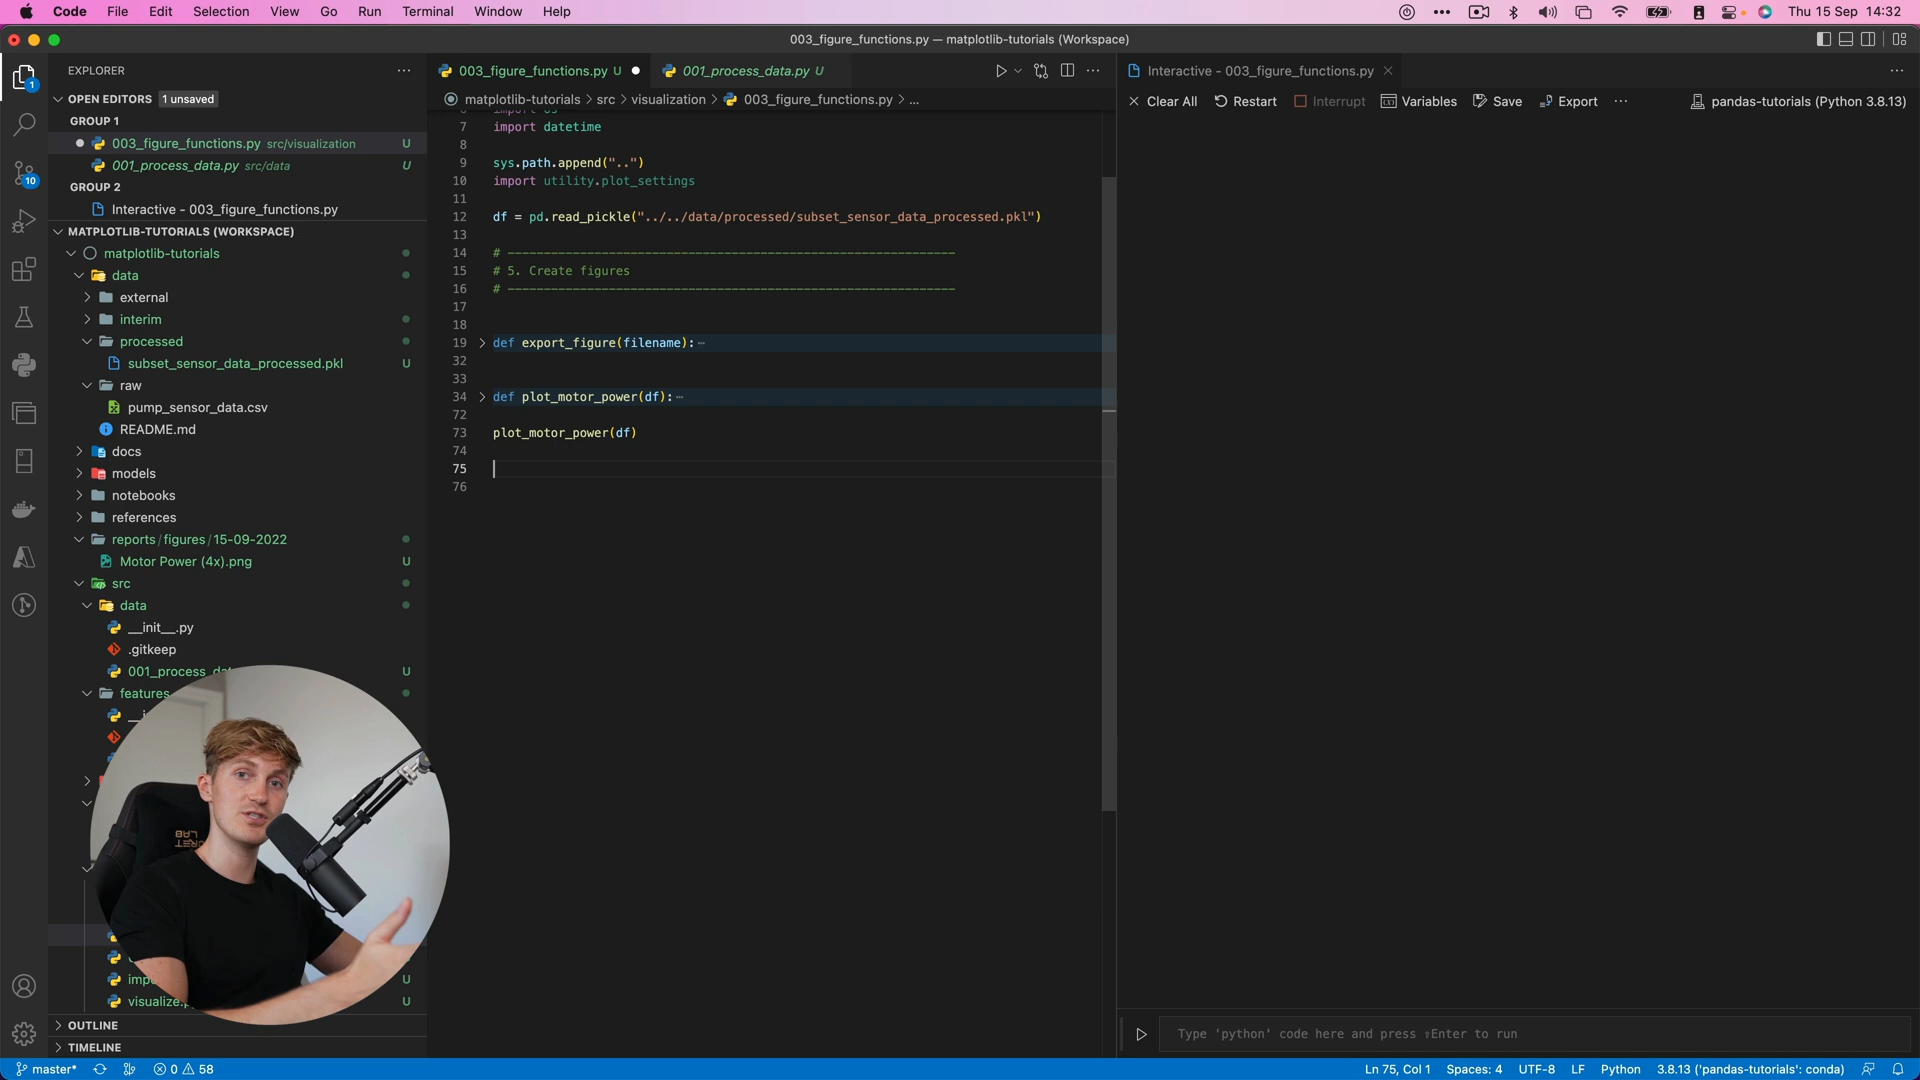 Code File Edit Selection View Go Run Terminal Window Help
Thu 15 Sep 14:32
003_figure_functions.py — matplotlib-tutorials (Workspace)
EXPLORER
OPEN EDITORS 1 unsaved
GROUP 1
003_figure_functions.py src/visualization U
001_process_data.py src/data U
GROUP 2
Interactive - 003_figure_functions.py
MATPLOTLIB-TUTORIALS (WORKSPACE)
matplotlib-tutorials
data
external
interim
processed
subset_sensor_data_processed.pkl U
raw
pump_sensor_data.csv
README.md
docs
models
notebooks
references
reports/figures/15-09-2022
Motor Power (4x).png U
src
data
__init__.py
.gitkeep
001_process_ U
features
U
visualize. U
OUTLINE
TIMELINE
003_figure_functions.py U
001_process_data.py U
matplotlib-tutorials > src > visualization > 003_figure_functions.py > ...
7 import datetime
8
9 sys.path.append("..")
10 import utility.plot_settings
11
12 df = pd.read_pickle("../../data/processed/subset_sensor_data_processed.pkl")
13
14 # --------------------------------------------------------------
15 # 5. Create figures
16 # --------------------------------------------------------------
17
18
19 def export_figure(filename):
32
33
34 def plot_motor_power(df):
72
73 plot_motor_power(df)
74
75
76
Interactive - 003_figure_functions.py
Clear All Restart Interrupt Variables Save Export ... pandas-tutorials (Python 3.8.13)
Type 'python' code here and press ⇧Enter to run
master* 0 58
Ln 75, Col 1 Spaces: 4 UTF-8 LF Python 3.8.13 ('pandas-tutorials': conda)
1
10